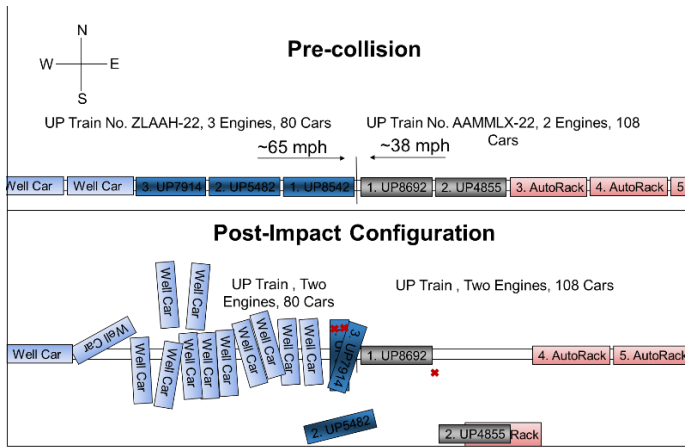 Pre-collision
N
W E
S
UP Train No. ZLAAH-22, 3 Engines, 80 Cars
UP Train No. AAMMLX-22, 2 Engines, 108
Cars
~65 mph
~38 mph
Well Car
Well Car
3. UP7914
2. UP5482
1. UP8542
1. UP8692
2. UP4855
3. AutoRack
4. AutoRack
5
Post-Impact Configuration
UP Train , Two
Engines, 80 Cars
UP Train , Two Engines, 108 Cars
Well Car
Well Car
Well Car
Well Car
Well Car
Well Car
Well Car
Well Car
Well Car
Well Car
Well Car
Well Car
Well Car
3. UP7914
1. UP8692
4. AutoRack
5. AutoRack
2. UP5482
2. UP4855
Rack